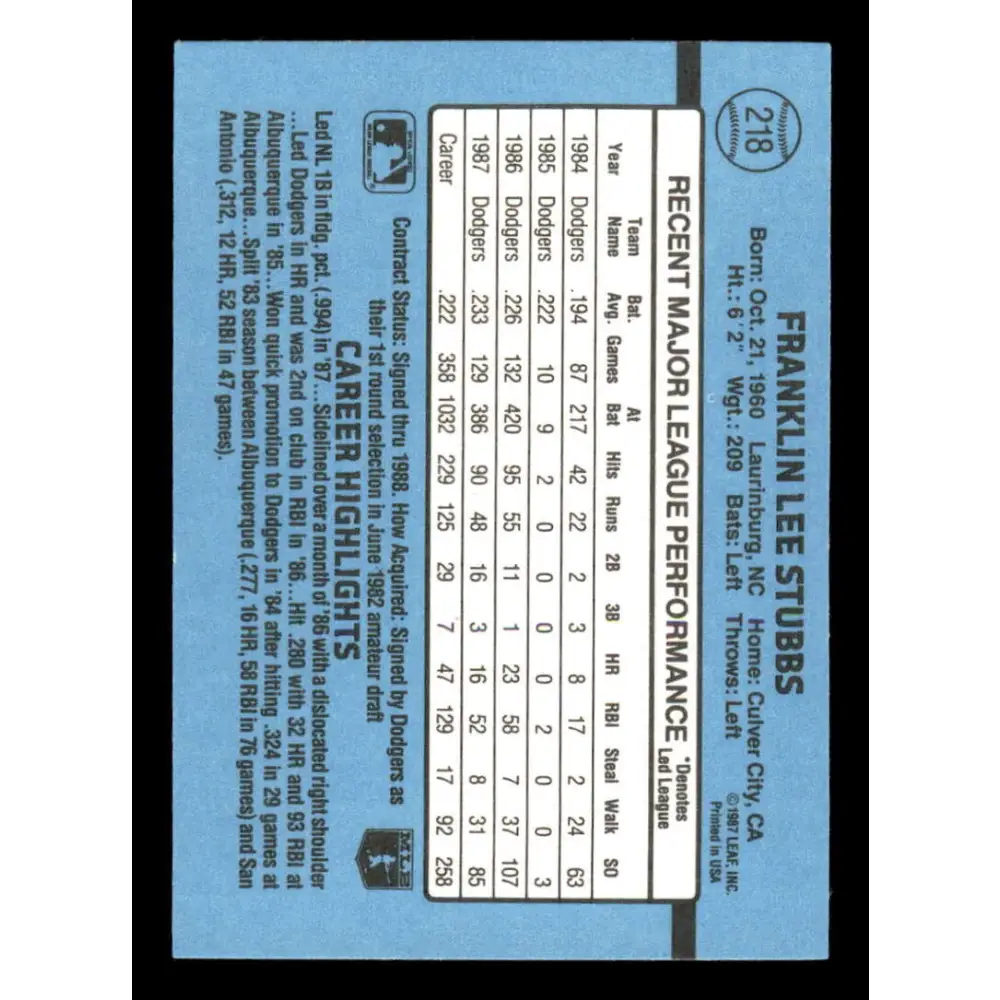 218
FRANKLIN LEE STUBBS
Born: Oct. 21, 1960 Laurinburg, NC Home: Culver City, CA
Ht.: 6'2" Wgt.: 209 Bats: Left Throws: Left
© 1987 LEAF, INC.
Printed in USA
RECENT MAJOR LEAGUE PERFORMANCE *Denotes Led League
Year Team Name Bat. Avg. Games At Bat Hits Runs 2B 3B HR RBI Steal Walk SO
1984 Dodgers .194 87 217 42 22 2 3 8 17 2 24 63
1985 Dodgers .222 10 9 2 0 0 0 0 2 0 0 3
1986 Dodgers .226 132 420 95 55 11 1 23 58 7 37 107
1987 Dodgers .233 129 386 90 48 16 3 16 52 8 31 85
Career .222 358 1032 229 125 29 7 47 129 17 92 258
Contract Status: Signed thru 1988. How Acquired: Signed by Dodgers as
their 1st round selection in June 1982 amateur draft
MLB
CAREER HIGHLIGHTS
Led NL 1B in fldg. pct. (.994) in '87...Sidelined over a month of '86 with a dislocated right shoulder
...Led Dodgers in HR and was 2nd on club in RBI in '86...Hit .280 with 32 HR and 93 RBI at
Albuquerque in '85...Won quick promotion to Dodgers in '84 after hitting .324 in 29 games at
Albuquerque...Split '83 season between Albuquerque (.277, 16 HR, 58 RBI in 76 games) and San
Antonio (.312, 12 HR, 52 RBI in 47 games).